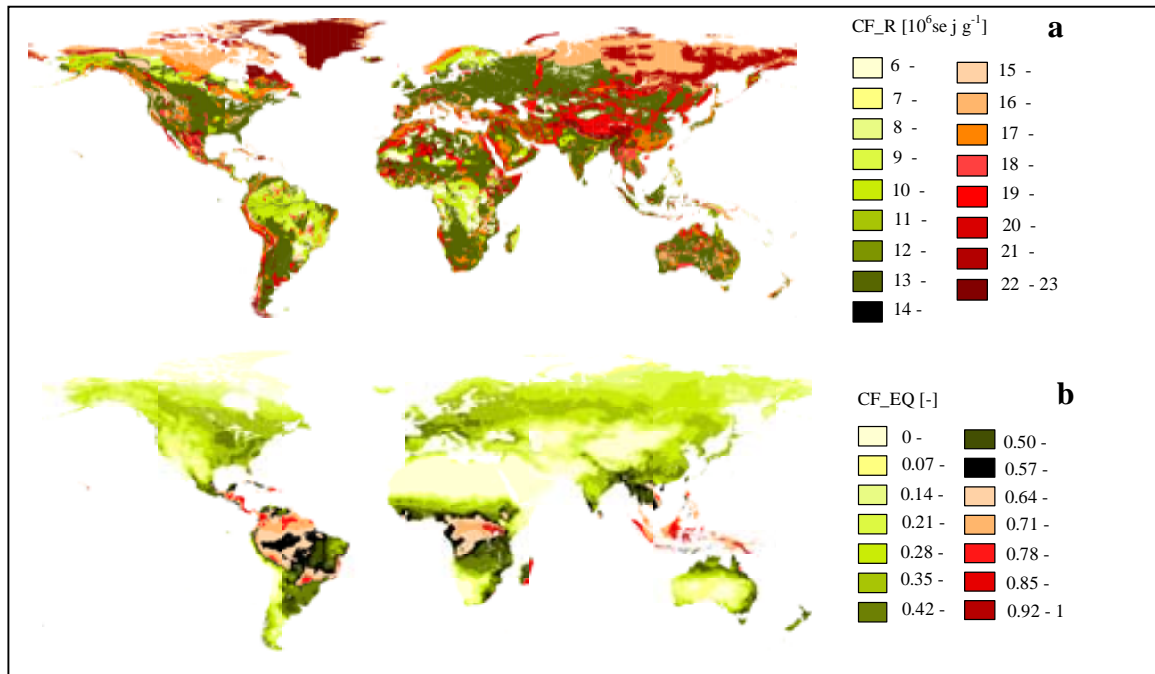 CF_R [10⁶se j g⁻¹] a
6 - 15 -
7 - 16 -
8 - 17 -
9 - 18 -
10 - 19 -
11 - 20 -
12 - 21 -
13 - 22 - 23
14 -
CF_EQ [-] b
0 - 0.50 -
0.07 - 0.57 -
0.14 - 0.64 -
0.21 - 0.71 -
0.28 - 0.78 -
0.35 - 0.85 -
0.42 - 0.92 - 1